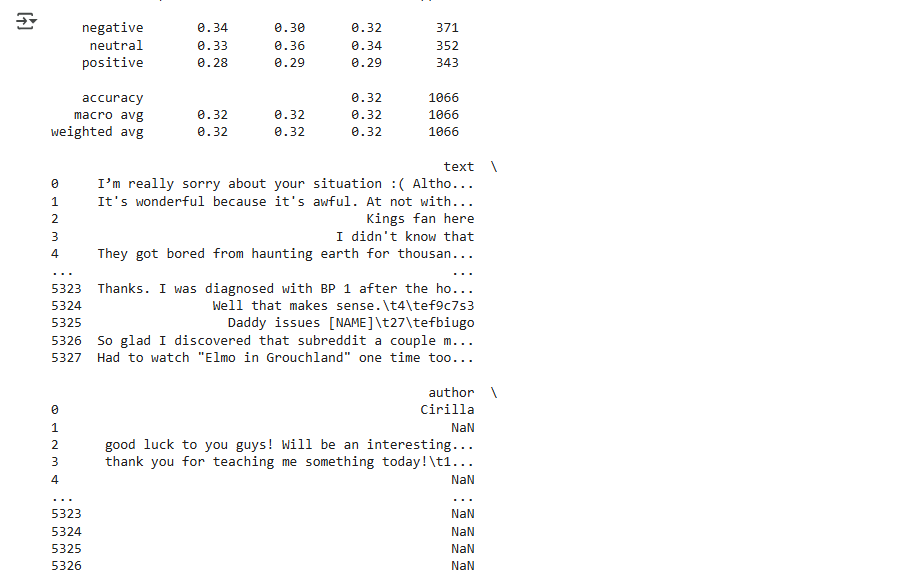 negative 0.34 0.30 0.32 371
neutral 0.33 0.36 0.34 352
positive 0.28 0.29 0.29 343
accuracy 0.32 1066
macro avg 0.32 0.32 0.32 1066
weighted avg 0.32 0.32 0.32 1066
text \
0 I’m really sorry about your situation :( Altho...
1 It's wonderful because it's awful. At not with...
2 Kings fan here
3 I didn't know that
4 They got bored from haunting earth for thousan...
... ...
5323 Thanks. I was diagnosed with BP 1 after the ho...
5324 Well that makes sense.\t4\tef9c7s3
5325 Daddy issues [NAME]\t27\tefbiugo
5326 So glad I discovered that subreddit a couple m...
5327 Had to watch "Elmo in Grouchland" one time too...
author \
0 Cirilla
1 NaN
2 good luck to you guys! Will be an interesting...
3 thank you for teaching me something today!\t1...
4 NaN
... ...
5323 NaN
5324 NaN
5325 NaN
5326 NaN